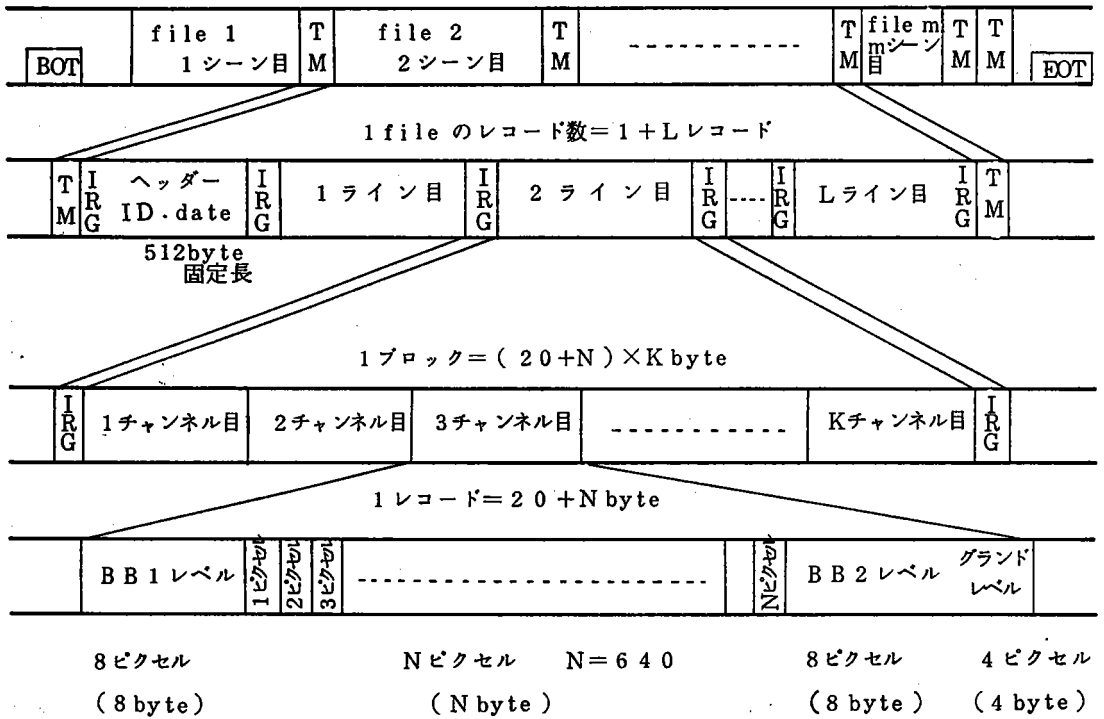 BOT
file 1
1 シーン目
TM
file 2
2 シーン目
TM
TM
file m
mシーン目
TM
TM
EOT
1 file のレコード数=1+Lレコード
TM
IRG
ヘッダー
ID.date
IRG
1 ライン目
IRG
2 ライン目
IRG
IRG
Lライン目
IRG
TM
512byte
固定長
1ブロック=(20+N)×Kbyte
IRG
1チャンネル目
2チャンネル目
3チャンネル目
Kチャンネル目
IRG
1レコード=20+Nbyte
BB1レベル
1ピクセル
2ピクセル
3ピクセル
Nピクセル
BB2レベル
グランド
レベル
8ピクセル
Nピクセル N=640
8ピクセル
4ピクセル
(8byte)
(Nbyte)
(8byte)
(4byte)